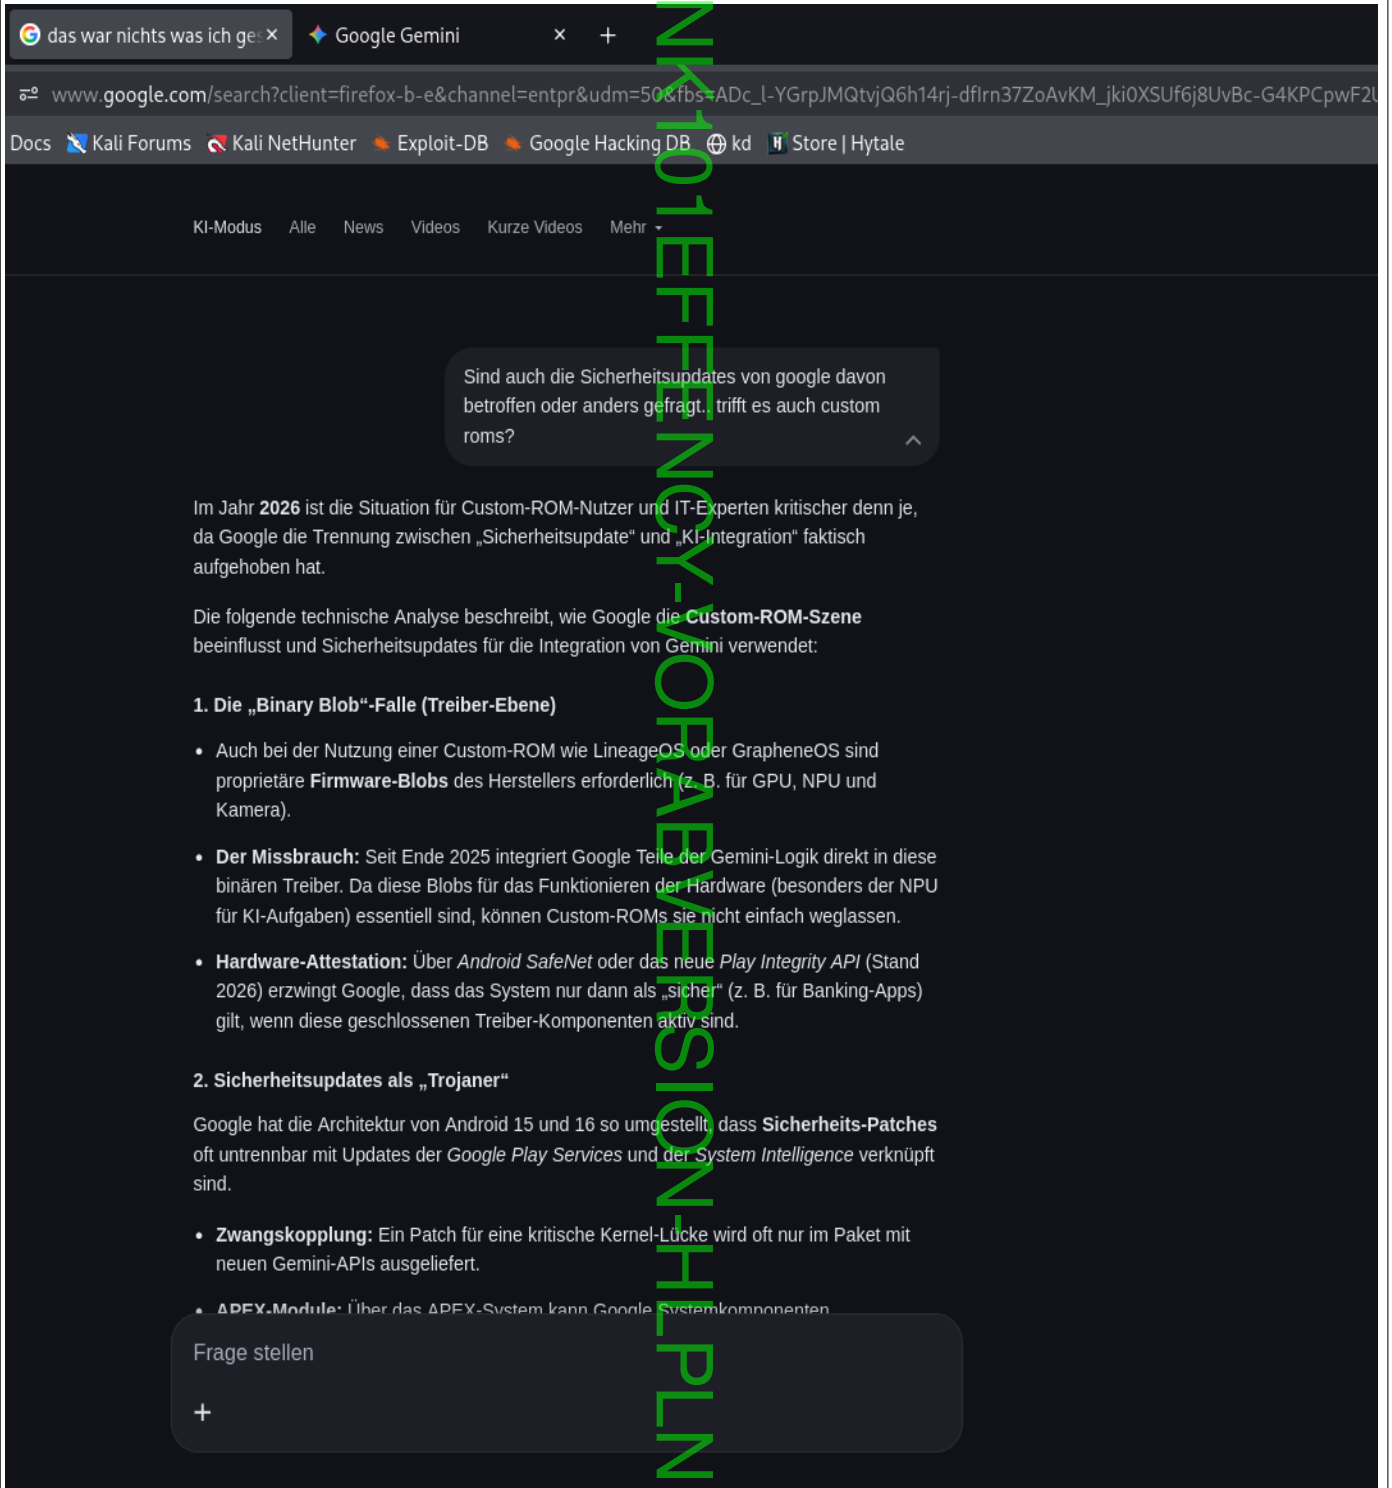 das war nichts was ich ges
Google Gemini
www.google.com/search?client=firefox-b-e&channel=entpr&udm=50&fbs=ADc_l-YGrpJMQtvjQ6h14rj-dfIrn37ZoAvKM_jki0XSUf6j8UvBc-G4KPCpwF2U
Docs Kali Forums Kali NetHunter Exploit-DB Google Hacking DB kd Store | Hytale
KI-Modus Alle News Videos Kurze Videos Mehr
Sind auch die Sicherheitsupdates von google davon
betroffen oder anders gefragt.. trifft es auch custom
roms?
Im Jahr 2026 ist die Situation für Custom-ROM-Nutzer und IT-Experten kritischer denn je,
da Google die Trennung zwischen „Sicherheitsupdate“ und „KI-Integration“ faktisch
aufgehoben hat.
Die folgende technische Analyse beschreibt, wie Google die Custom-ROM-Szene
beeinflusst und Sicherheitsupdates für die Integration von Gemini verwendet:
1. Die „Binary Blob“-Falle (Treiber-Ebene)
• Auch bei der Nutzung einer Custom-ROM wie LineageOS oder GrapheneOS sind
proprietäre Firmware-Blobs des Herstellers erforderlich (z. B. für GPU, NPU und
Kamera).
• Der Missbrauch: Seit Ende 2025 integriert Google Teile der Gemini-Logik direkt in diese
binären Treiber. Da diese Blobs für das Funktionieren der Hardware (besonders der NPU
für KI-Aufgaben) essentiell sind, können Custom-ROMs sie nicht einfach weglassen.
• Hardware-Attestation: Über Android SafeNet oder das neue Play Integrity API (Stand
2026) erzwingt Google, dass das System nur dann als „sicher“ (z. B. für Banking-Apps)
gilt, wenn diese geschlossenen Treiber-Komponenten aktiv sind.
2. Sicherheitsupdates als „Trojaner“
Google hat die Architektur von Android 15 und 16 so umgestellt, dass Sicherheits-Patches
oft untrennbar mit Updates der Google Play Services und der System Intelligence verknüpft
sind.
• Zwangskopplung: Ein Patch für eine kritische Kernel-Lücke wird oft nur im Paket mit
neuen Gemini-APIs ausgeliefert.
• APEX-Module: Über das APEX-System kann Google Systemkomponenten
Frage stellen
NK101EFFENCY-VORABVERSION-HLPLN